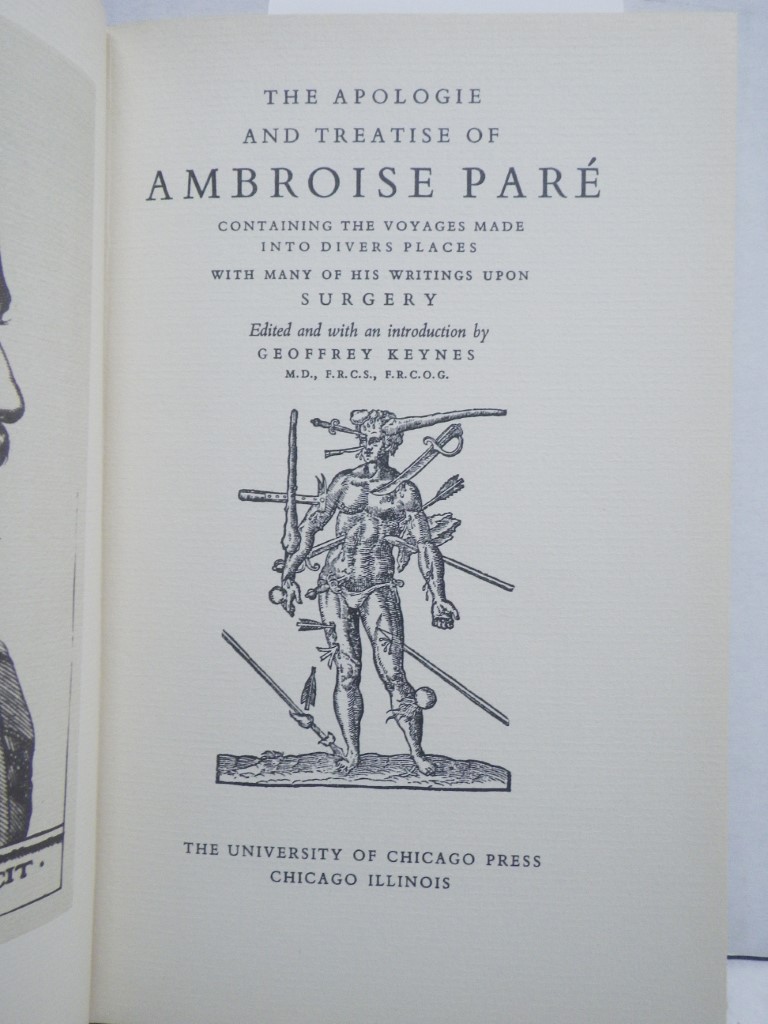 THE APOLOGIE
AND TREATISE OF
AMBROISE PARÉ
CONTAINING THE VOYAGES MADE
INTO DIVERS PLACES
WITH MANY OF HIS WRITINGS UPON
SURGERY
Edited and with an introduction by
GEOFFREY KEYNES
M.D., F.R.C.S., F.R.C.O.G.
THE UNIVERSITY OF CHICAGO PRESS
CHICAGO ILLINOIS